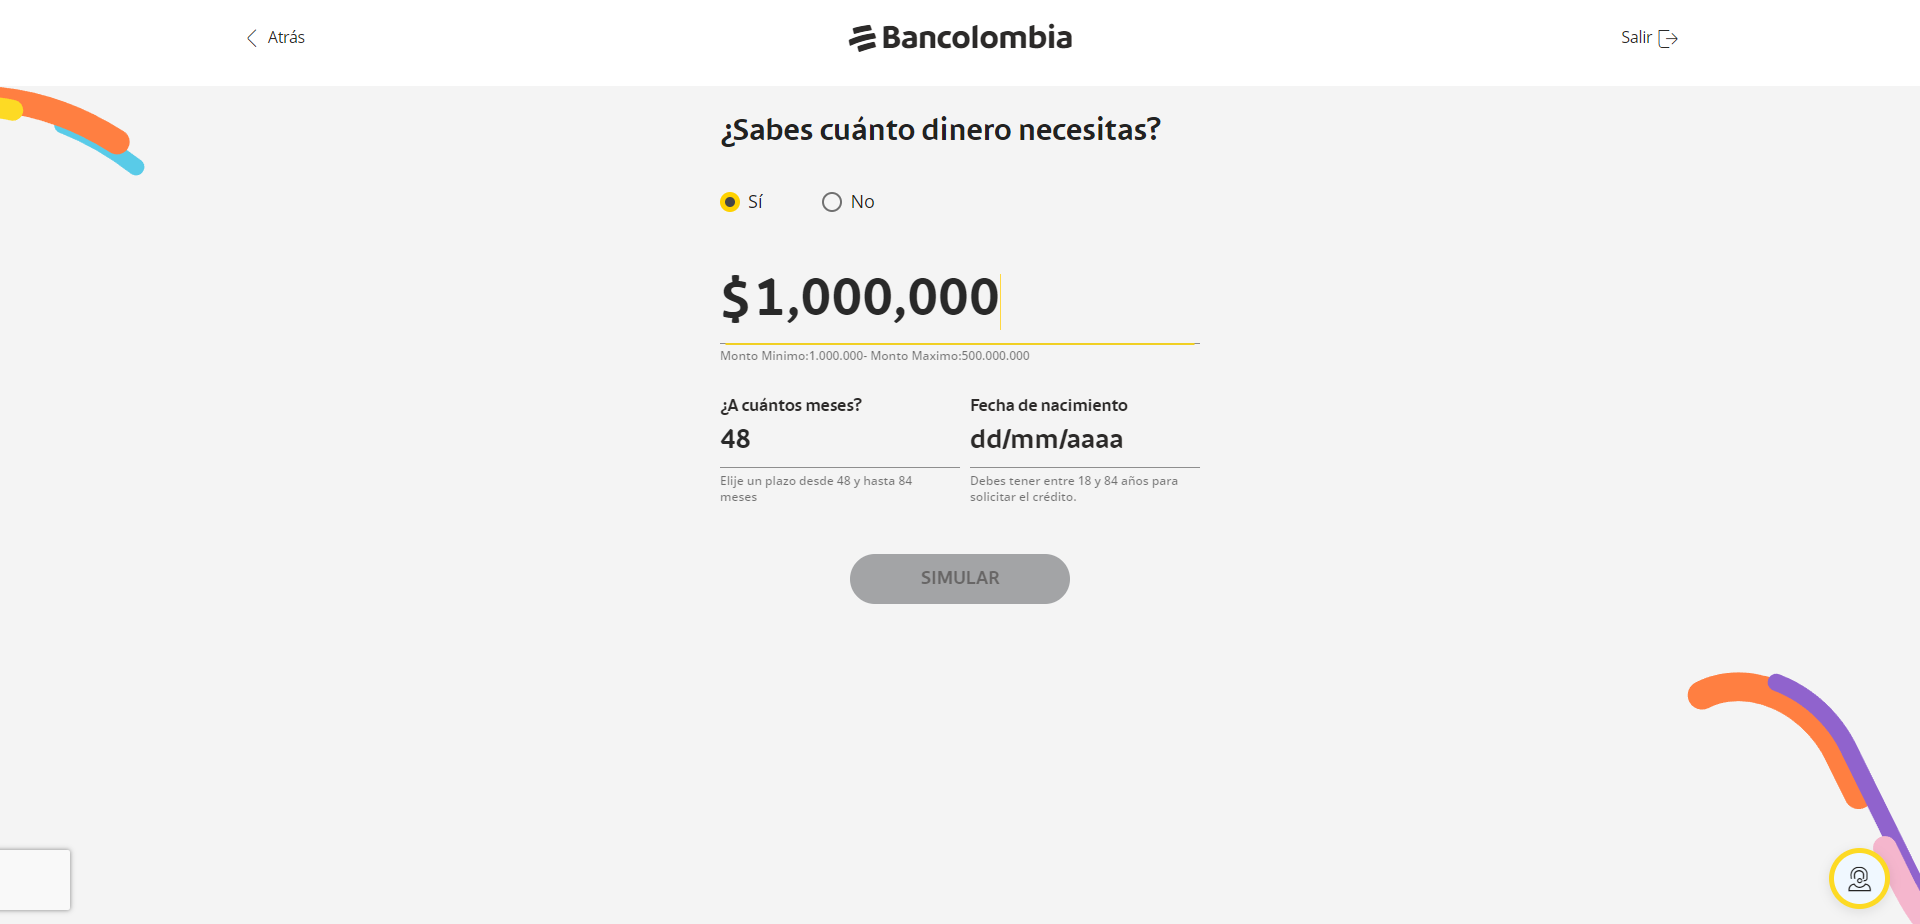 Atrás
Bancolombia
Salir
¿Sabes cuánto dinero necesitas?
Sí
No
$1,000,000
Monto Minimo:1.000.000- Monto Maximo:500.000.000
¿A cuántos meses?
48
Elije un plazo desde 48 y hasta 84
meses
Fecha de nacimiento
dd/mm/aaaa
Debes tener entre 18 y 84 años para
solicitar el crédito.
SIMULAR